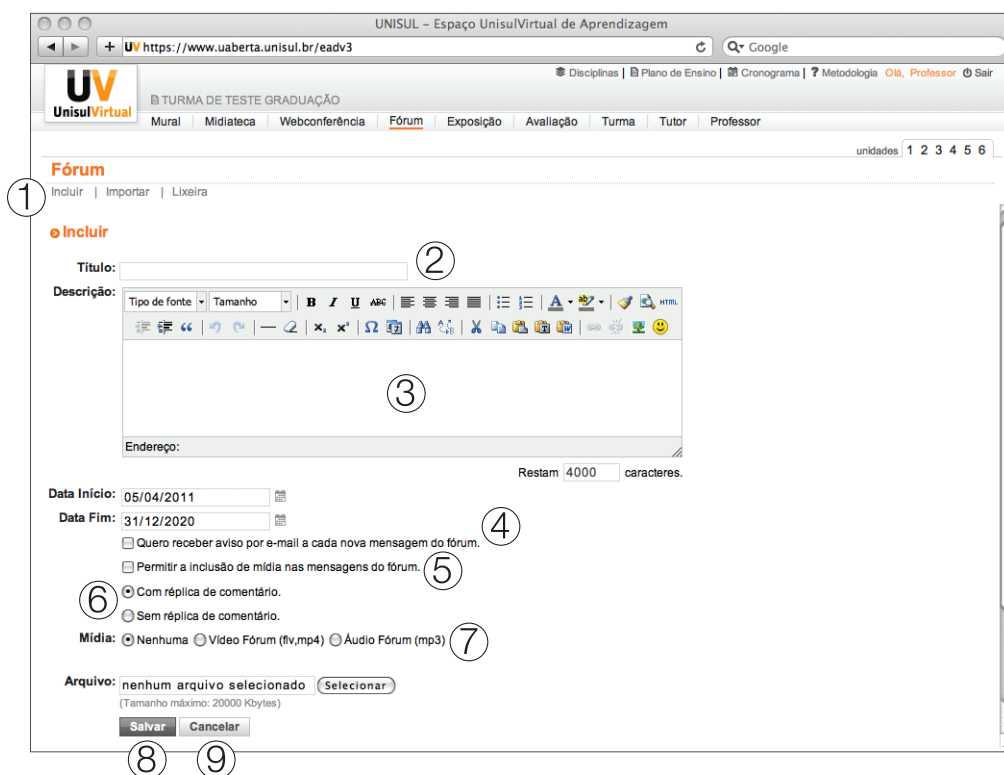 UNISUL – Espaço UnisulVirtual de Aprendizagem
UV https://www.uaberta.unisul.br/eadv3
Google
Disciplinas | Plano de Ensino | Cronograma | ? Metodologia Olá, Professor Sair
UV
UnisulVirtual
TURMA DE TESTE GRADUAÇÃO
Mural Midiateca Webconferência Fórum Exposição Avaliação Turma Tutor Professor
unidades 1 2 3 4 5 6
Fórum
1 Incluir | Importar | Lixeira
Incluir
Título: 2
Descrição:
Tipo de fonte Tamanho B I U ABC A ab HTML
x₂ x² Ω 7 A B T W
3
Endereço:
Restam 4000 caracteres.
Data Início: 05/04/2011
Data Fim: 31/12/2020
Quero receber aviso por e-mail a cada nova mensagem do fórum. 4
Permitir a inclusão de mídia nas mensagens do fórum. 5
6 Com réplica de comentário.
Sem réplica de comentário.
Mídia: Nenhuma Vídeo Fórum (flv,mp4) Áudio Fórum (mp3) 7
Arquivo: nenhum arquivo selecionado Selecionar
(Tamanho máximo: 20000 Kbytes)
Salvar Cancelar
8 9